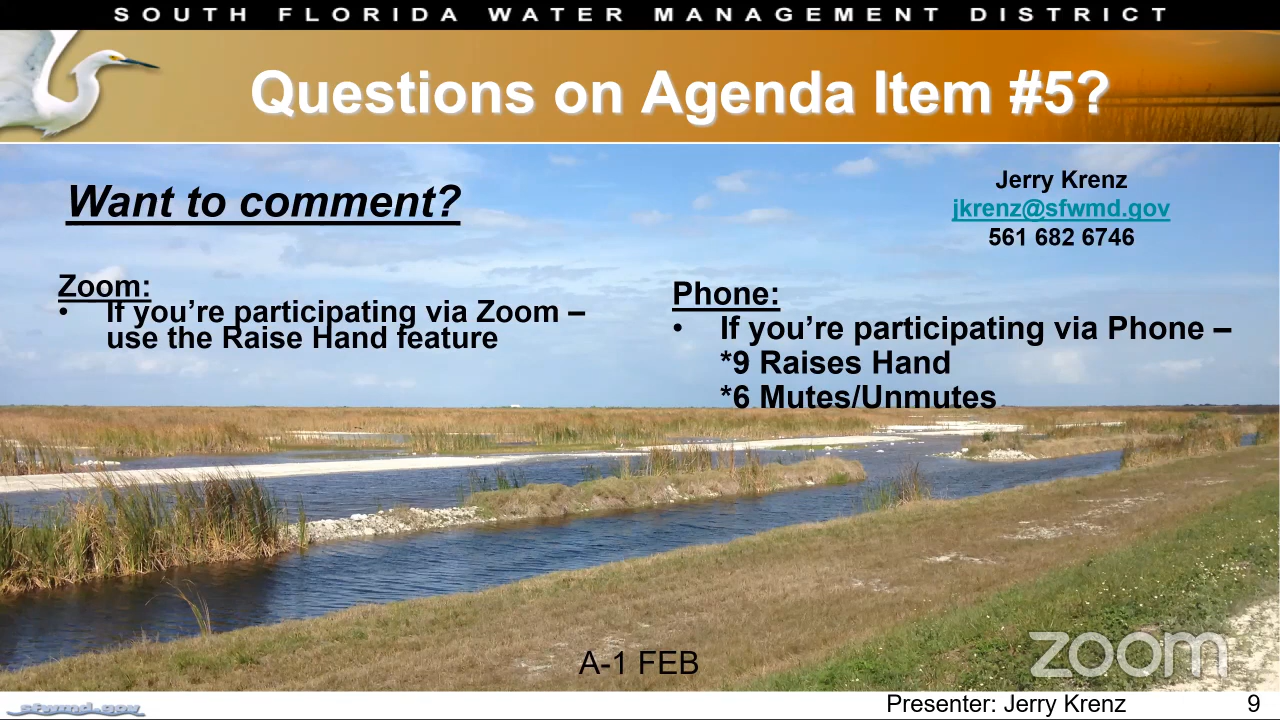 SOUTH FLORIDA WATER MANAGEMENT DISTRICT
Questions on Agenda Item #5?
Want to comment?
Jerry Krenz
jkrenz@sfwmd.gov
561 682 6746
Zoom:
• If you’re participating via Zoom –
use the Raise Hand feature
Phone:
• If you’re participating via Phone –
*9 Raises Hand
*6 Mutes/Unmutes
A-1 FEB
zoom
sfwmd.gov
Presenter: Jerry Krenz
9